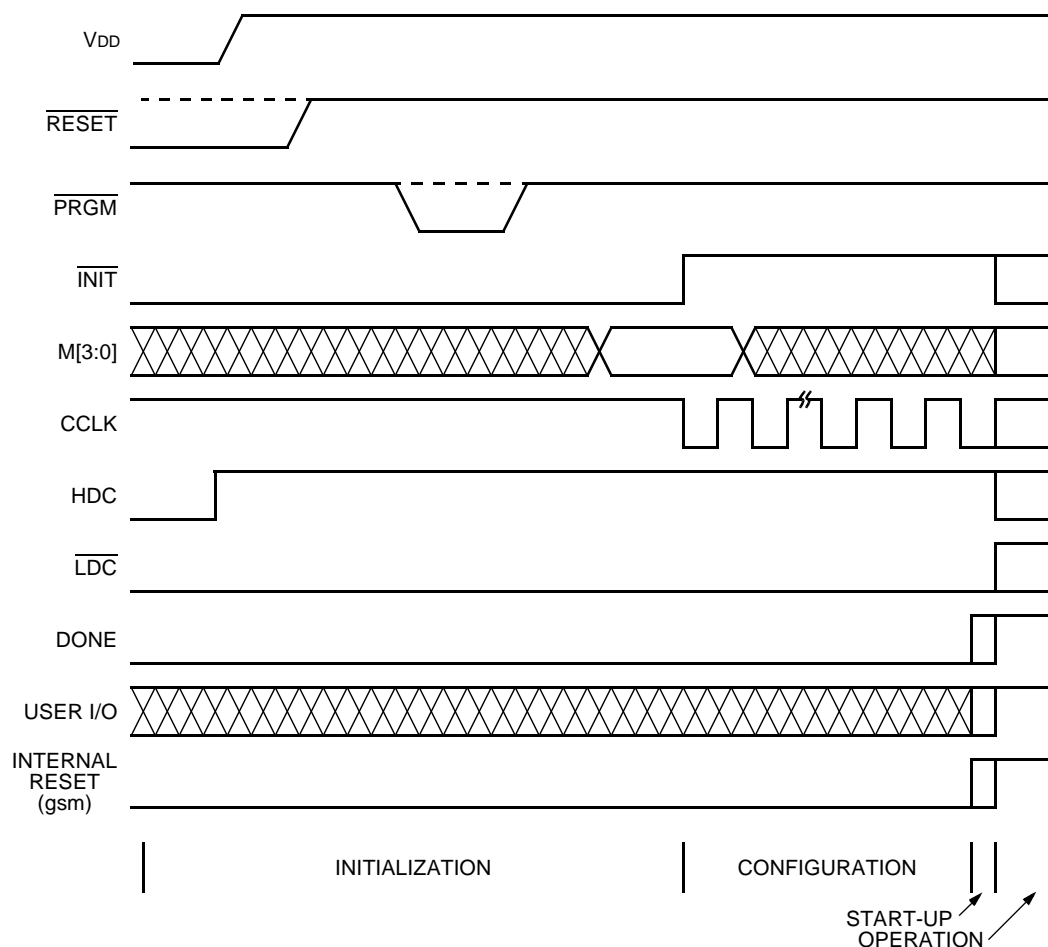 VDD
RESET
PRGM
INIT
M[3:0]
CCLK
HDC
LDC
DONE
USER I/O
INTERNAL
RESET
(gsm)
INITIALIZATION
CONFIGURATION
START-UP
OPERATION